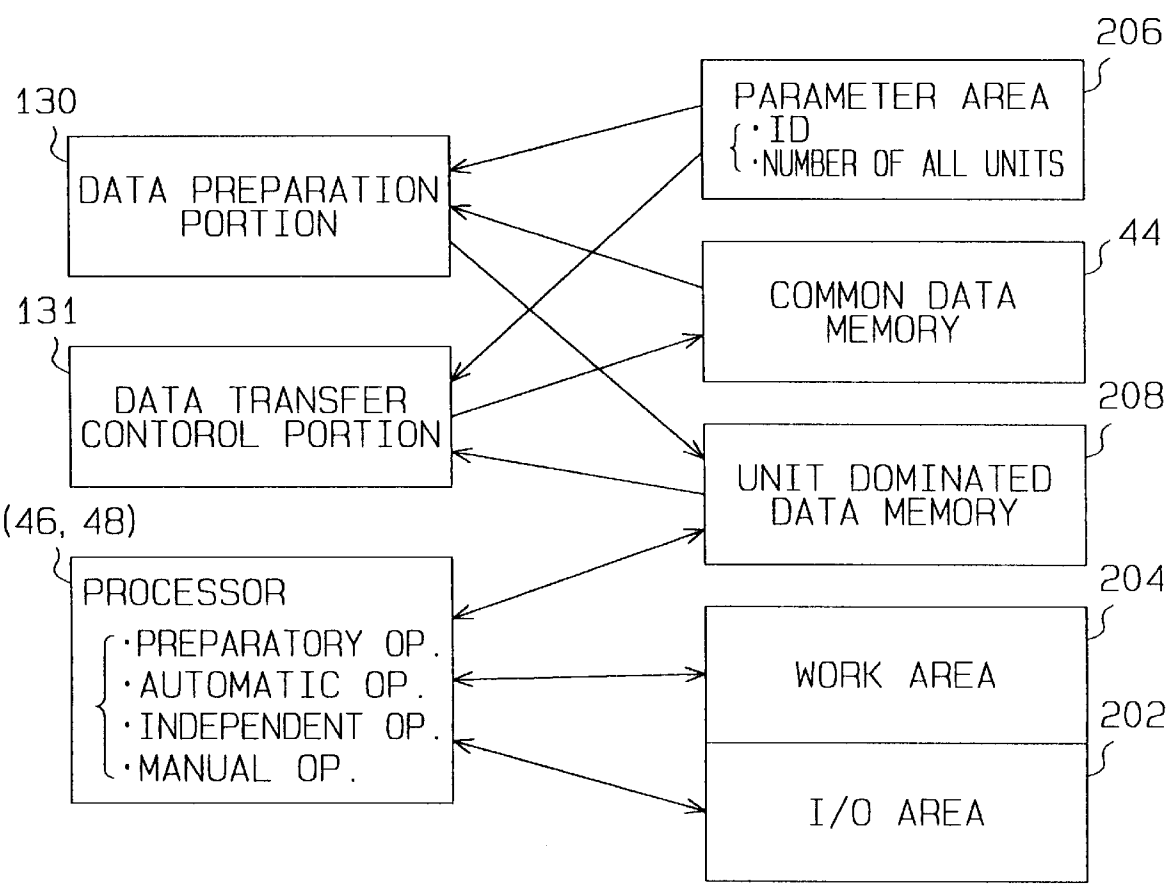 130
DATA PREPARATION
PORTION
131
DATA TRANSFER
CONTOROL PORTION
(46, 48)
PROCESSOR
·PREPARATORY OP.
·AUTOMATIC OP.
·INDEPENDENT OP.
·MANUAL OP.
206
PARAMETER AREA
·ID
·NUMBER OF ALL UNITS
44
COMMON DATA
MEMORY
208
UNIT DOMINATED
DATA MEMORY
204
WORK AREA
202
I/O AREA